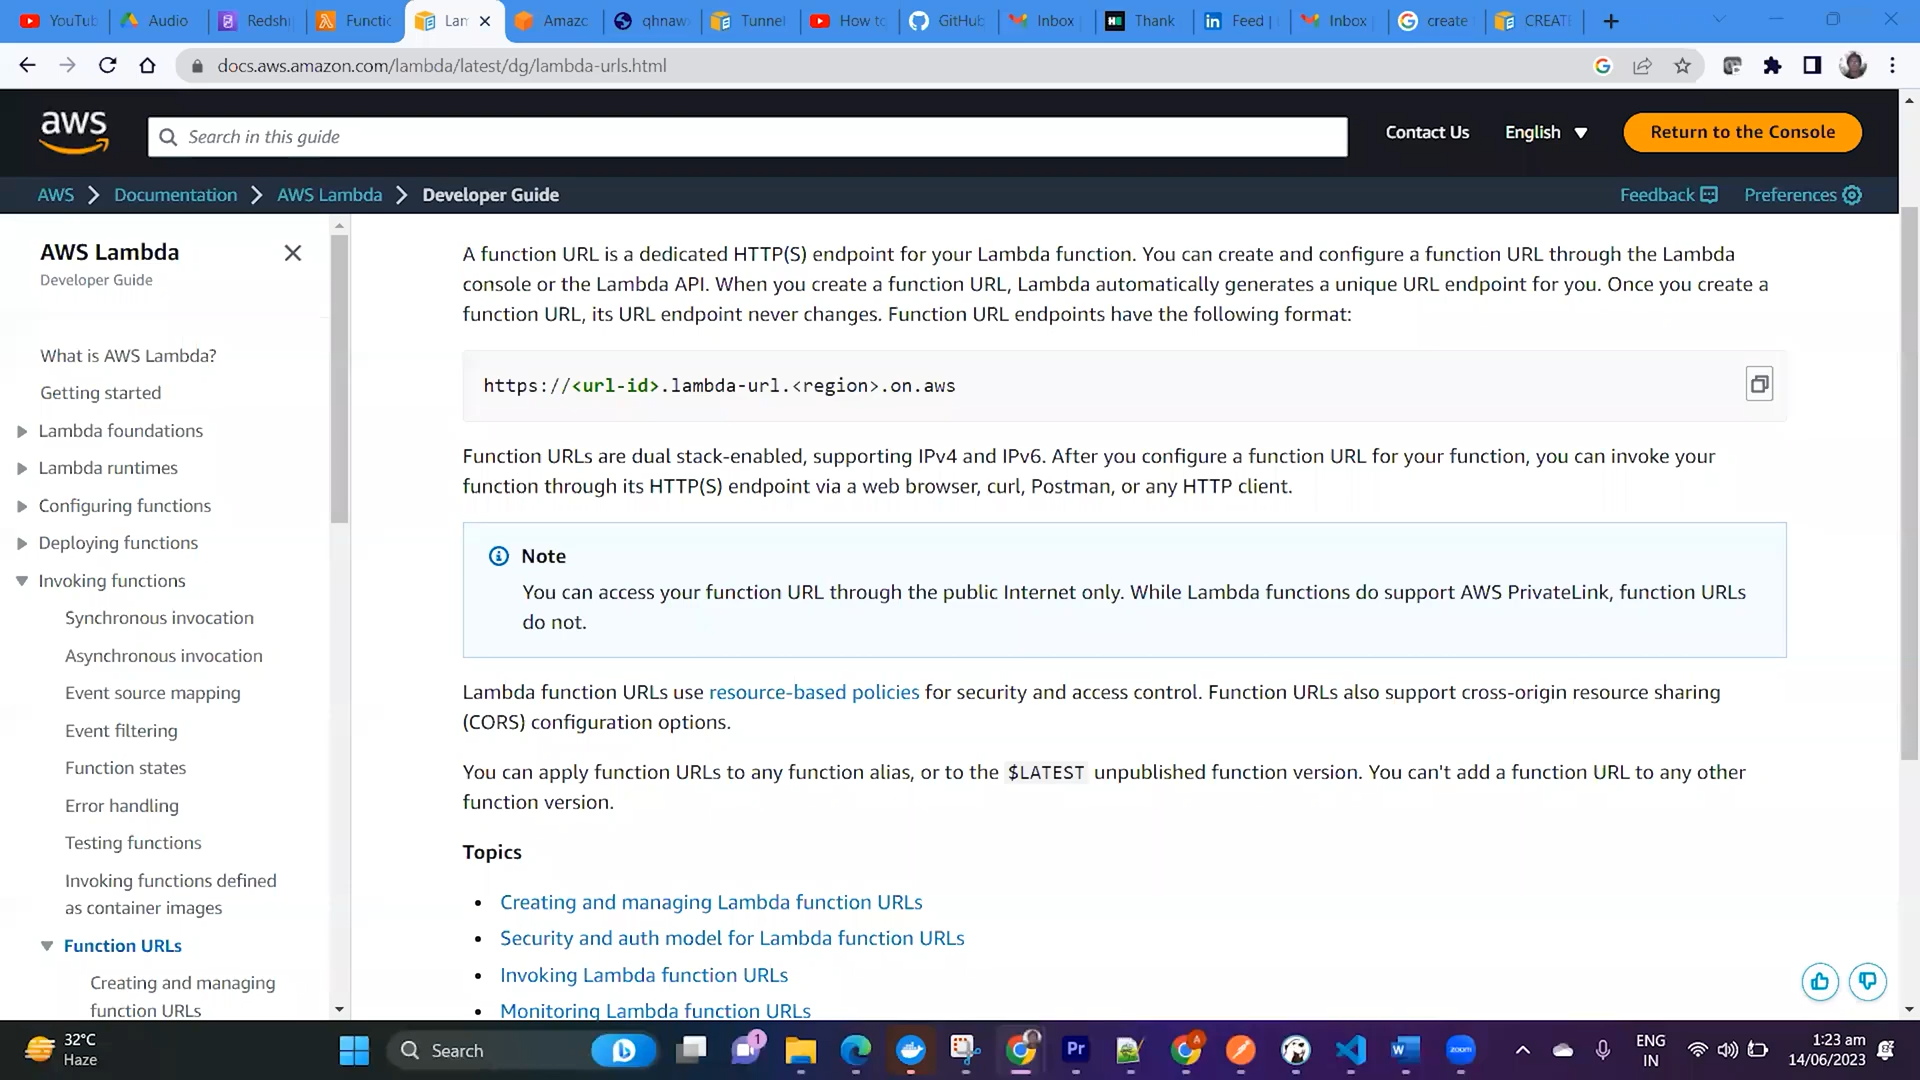 YouTub
Audio
Redshi
Functio
Lam
Amazo
qhnaw
Tunnel
How to
GitHub
Inbox
Thank
Feed |
Inbox
create
CREATE
docs.aws.amazon.com/lambda/latest/dg/lambda-urls.html
aws
Search in this guide
Contact Us
English
Return to the Console
AWS > Documentation > AWS Lambda > Developer Guide
Feedback
Preferences
AWS Lambda
Developer Guide
What is AWS Lambda?
Getting started
Lambda foundations
Lambda runtimes
Configuring functions
Deploying functions
Invoking functions
Synchronous invocation
Asynchronous invocation
Event source mapping
Event filtering
Function states
Error handling
Testing functions
Invoking functions defined
as container images
Function URLs
Creating and managing
function URLs
A function URL is a dedicated HTTP(S) endpoint for your Lambda function. You can create and configure a function URL through the Lambda
console or the Lambda API. When you create a function URL, Lambda automatically generates a unique URL endpoint for you. Once you create a
function URL, its URL endpoint never changes. Function URL endpoints have the following format:
https://<url-id>.lambda-url.<region>.on.aws
Function URLs are dual stack-enabled, supporting IPv4 and IPv6. After you configure a function URL for your function, you can invoke your
function through its HTTP(S) endpoint via a web browser, curl, Postman, or any HTTP client.
Note
You can access your function URL through the public Internet only. While Lambda functions do support AWS PrivateLink, function URLs
do not.
Lambda function URLs use resource-based policies for security and access control. Function URLs also support cross-origin resource sharing
(CORS) configuration options.
You can apply function URLs to any function alias, or to the $LATEST unpublished function version. You can't add a function URL to any other
function version.
Topics
• Creating and managing Lambda function URLs
• Security and auth model for Lambda function URLs
• Invoking Lambda function URLs
• Monitoring Lambda function URLs
32°C
Haze
Search
1
Pr
A
zoom
ENG
IN
1:23 am
14/06/2023